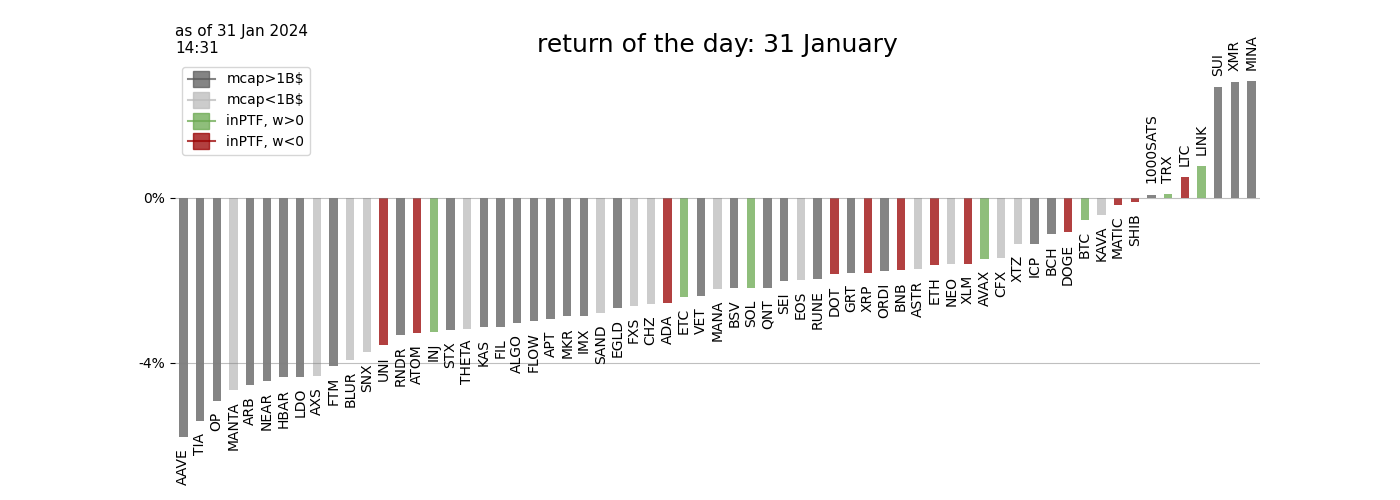 as of 31 Jan 2024
14:31
return of the day: 31 January
mcap>1B$
mcap<1B$
inPTF, w>0
inPTF, w<0
0%
-4%
AAVE
TIA
OP
MANTA
ARB
NEAR
HBAR
LDO
AXS
FTM
BLUR
SNX
UNI
RNDR
ATOM
INJ
STX
THETA
KAS
FIL
ALGO
FLOW
APT
MKR
IMX
SAND
EGLD
FXS
CHZ
ADA
ETC
VET
MANA
BSV
SOL
QNT
SEI
EOS
RUNE
DOT
GRT
XRP
ORDI
BNB
ASTR
ETH
NEO
XLM
AVAX
CFX
XTZ
ICP
BCH
DOGE
BTC
KAVA
MATIC
SHIB
1000SATS
TRX
LTC
LINK
SUI
XMR
MINA